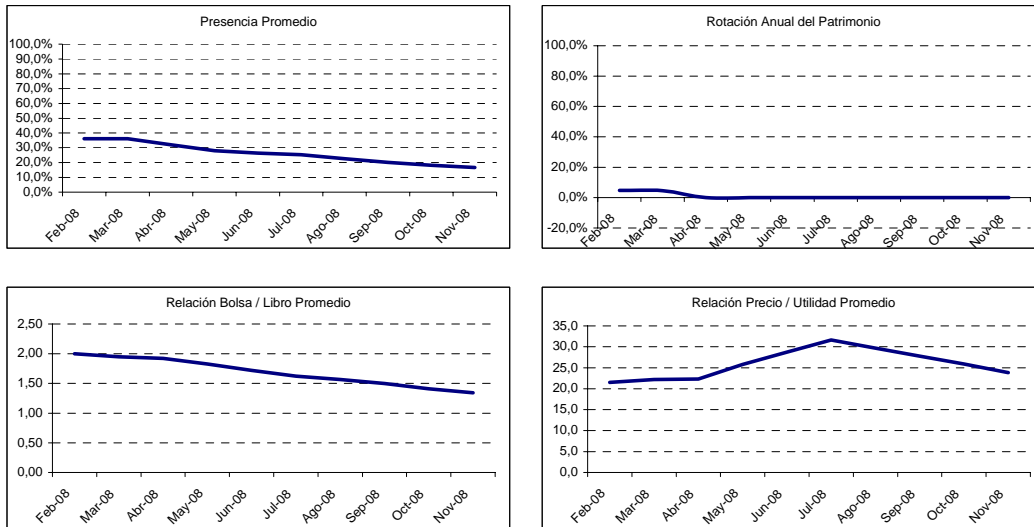 Presencia Promedio
100,0%
90,0%
80,0%
70,0%
60,0%
50,0%
40,0%
30,0%
20,0%
10,0%
0,0%
Feb-08
Mar-08
Abr-08
May-08
Jun-08
Jul-08
Ago-08
Sep-08
Oct-08
Nov-08
Rotación Anual del Patrimonio
100,0%
80,0%
60,0%
40,0%
20,0%
0,0%
-20,0%
Feb-08
Mar-08
Abr-08
May-08
Jun-08
Jul-08
Ago-08
Sep-08
Oct-08
Nov-08
Relación Bolsa / Libro Promedio
2,50
2,00
1,50
1,00
0,50
0,00
Feb-08
Mar-08
Abr-08
May-08
Jun-08
Jul-08
Ago-08
Sep-08
Oct-08
Nov-08
Relación Precio / Utilidad Promedio
35,0
30,0
25,0
20,0
15,0
10,0
5,0
0,0
Feb-08
Mar-08
Abr-08
May-08
Jun-08
Jul-08
Ago-08
Sep-08
Oct-08
Nov-08